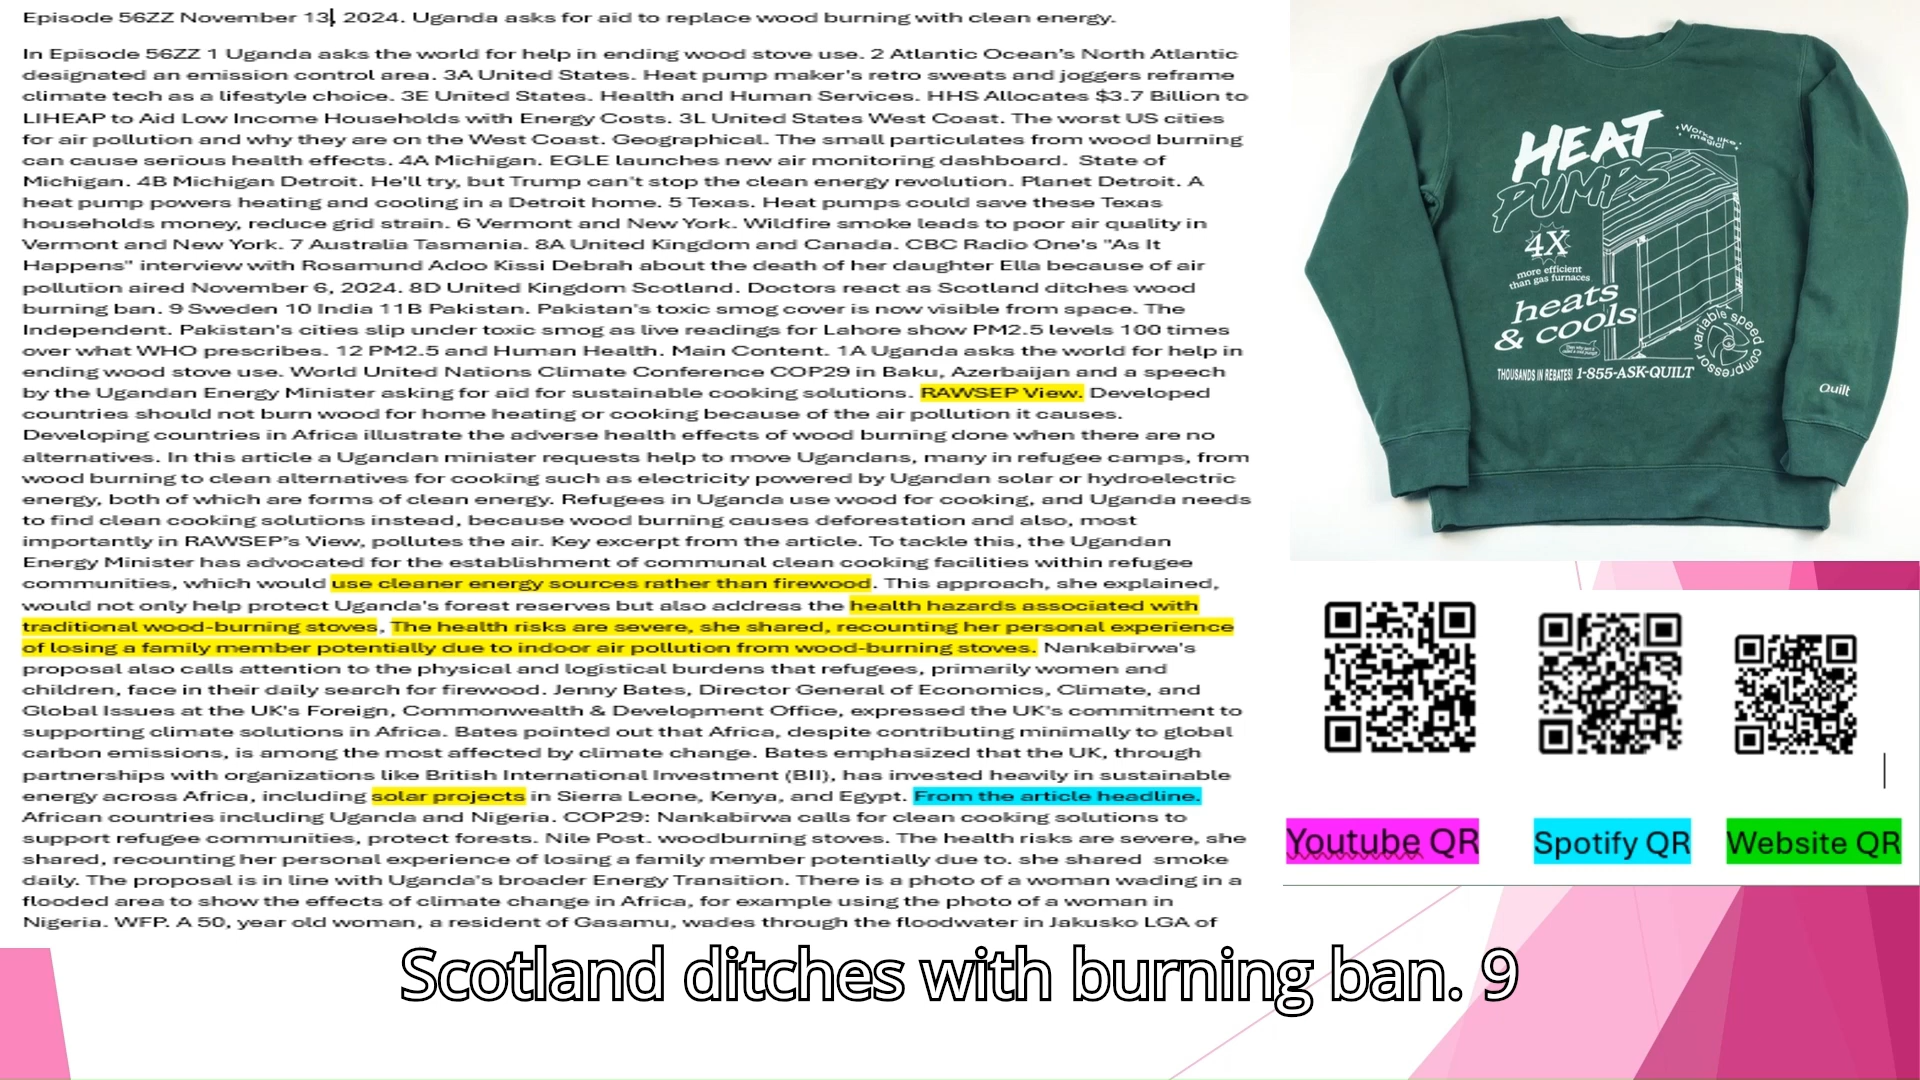 Episode 56ZZ November 13, 2024. Uganda asks for aid to replace wood burning with clean energy.
In Episode 56ZZ 1 Uganda asks the world for help in ending wood stove use. 2 Atlantic Ocean's North Atlantic
designated an emission control area. 3A United States. Heat pump maker's retro sweats and joggers reframe
climate tech as a lifestyle choice. 3E United States. Health and Human Services. HHS Allocates $3.7 Billion to
LIHEAP to Aid Low Income Households with Energy Costs. 3L United States West Coast. The worst US cities
for air pollution and why they are on the West Coast. Geographical. The small particulates from wood burning
can cause serious health effects. 4A Michigan. EGLE launches new air monitoring dashboard. State of
Michigan. 4B Michigan Detroit. He'll try, but Trump can't stop the clean energy revolution. Planet Detroit. A
heat pump powers heating and cooling in a Detroit home. 5 Texas. Heat pumps could save these Texas
households money, reduce grid strain. 6 Vermont and New York. Wildfire smoke leads to poor air quality in
Vermont and New York. 7 Australia Tasmania. 8A United Kingdom and Canada. CBC Radio One's "As It
Happens" interview with Rosamund Adoo Kissi Debrah about the death of her daughter Ella because of air
pollution aired November 6, 2024. 8D United Kingdom Scotland. Doctors react as Scotland ditches wood
burning ban. 9 Sweden 10 India 11B Pakistan. Pakistan's toxic smog cover is now visible from space. The
Independent. Pakistan's cities slip under toxic smog as live readings for Lahore show PM2.5 levels 100 times
over what WHO prescribes. 12 PM2.5 and Human Health. Main Content. 1A Uganda asks the world for help in
ending wood stove use. World United Nations Climate Conference COP29 in Baku, Azerbaijan and a speech
by the Ugandan Energy Minister asking for aid for sustainable cooking solutions. RAWSEP View. Developed
countries should not burn wood for home heating or cooking because of the air pollution it causes.
Developing countries in Africa illustrate the adverse health effects of wood burning done when there are no
alternatives. In this article a Ugandan minister requests help to move Ugandans, many in refugee camps, from
wood burning to clean alternatives for cooking such as electricity powered by Ugandan solar or hydroelectric
energy, both of which are forms of clean energy. Refugees in Uganda use wood for cooking, and Uganda needs
to find clean cooking solutions instead, because wood burning causes deforestation and also, most
importantly in RAWSEP's View, pollutes the air. Key excerpt from the article. To tackle this, the Ugandan
Energy Minister has advocated for the establishment of communal clean cooking facilities within refugee
communities, which would use cleaner energy sources rather than firewood. This approach, she explained,
would not only help protect Uganda's forest reserves but also address the health hazards associated with
traditional wood-burning stoves, The health risks are severe, she shared, recounting her personal experience
of losing a family member potentially due to indoor air pollution from wood-burning stoves. Nankabirwa's
proposal also calls attention to the physical and logistical burdens that refugees, primarily women and
children, face in their daily search for firewood. Jenny Bates, Director General of Economics, Climate, and
Global Issues at the UK's Foreign, Commonwealth & Development Office, expressed the UK's commitment to
supporting climate solutions in Africa. Bates pointed out that Africa, despite contributing minimally to global
carbon emissions, is among the most affected by climate change. Bates emphasized that the UK, through
partnerships with organizations like British International Investment (BII), has invested heavily in sustainable
energy across Africa, including solar projects in Sierra Leone, Kenya, and Egypt. From the article headline.
African countries including Uganda and Nigeria. COP29: Nankabirwa calls for clean cooking solutions to
support refugee communities, protect forests. Nile Post. woodburning stoves. The health risks are severe, she
shared, recounting her personal experience of losing a family member potentially due to. she shared smoke
daily. The proposal is in line with Uganda's broader Energy Transition. There is a photo of a woman wading in a
flooded area to show the effects of climate change in Africa, for example using the photo of a woman in
Nigeria. WFP. A 50, year old woman, a resident of Gasamu, wades through the floodwater in Jakusko LGA of
HEAT
PUMPS
Works like magic!
4X
more efficient
than gas furnaces
heats
& cools
variable speed compressor
THOUSANDS IN REBATES! 1-855-ASK-QUILT
Quilt
Youtube QR
Spotify QR
Website QR
Scotland ditches with burning ban. 9